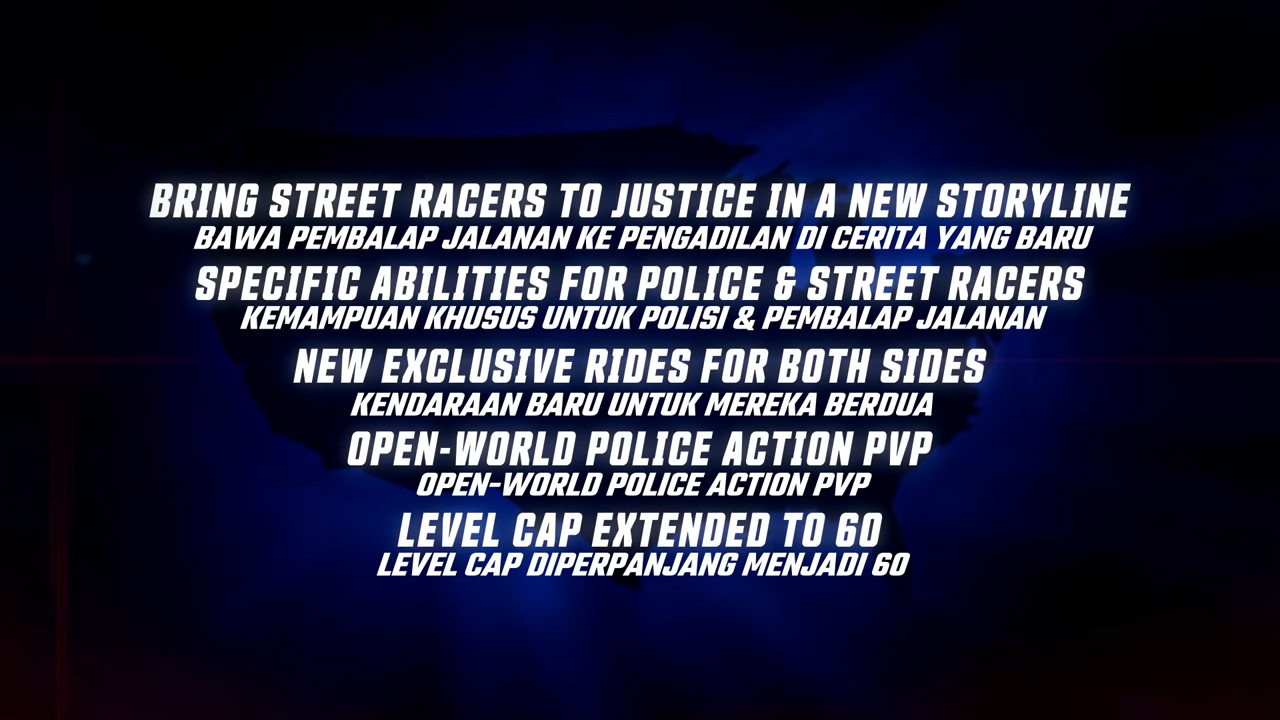 BRING STREET RACERS TO JUSTICE IN A NEW STORYLINE
BAWA PEMBALAP JALANAN KE PENGADILAN DI CERITA YANG BARU
SPECIFIC ABILITIES FOR POLICE & STREET RACERS
KEMAMPUAN KHUSUS UNTUK POLISI & PEMBALAP JALANAN
NEW EXCLUSIVE RIDES FOR BOTH SIDES
KENDARAAN BARU UNTUK MEREKA BERDUA
OPEN-WORLD POLICE ACTION PVP
OPEN-WORLD POLICE ACTION PVP
LEVEL CAP EXTENDED TO 60
LEVEL CAP DIPERPANJANG MENJADI 60